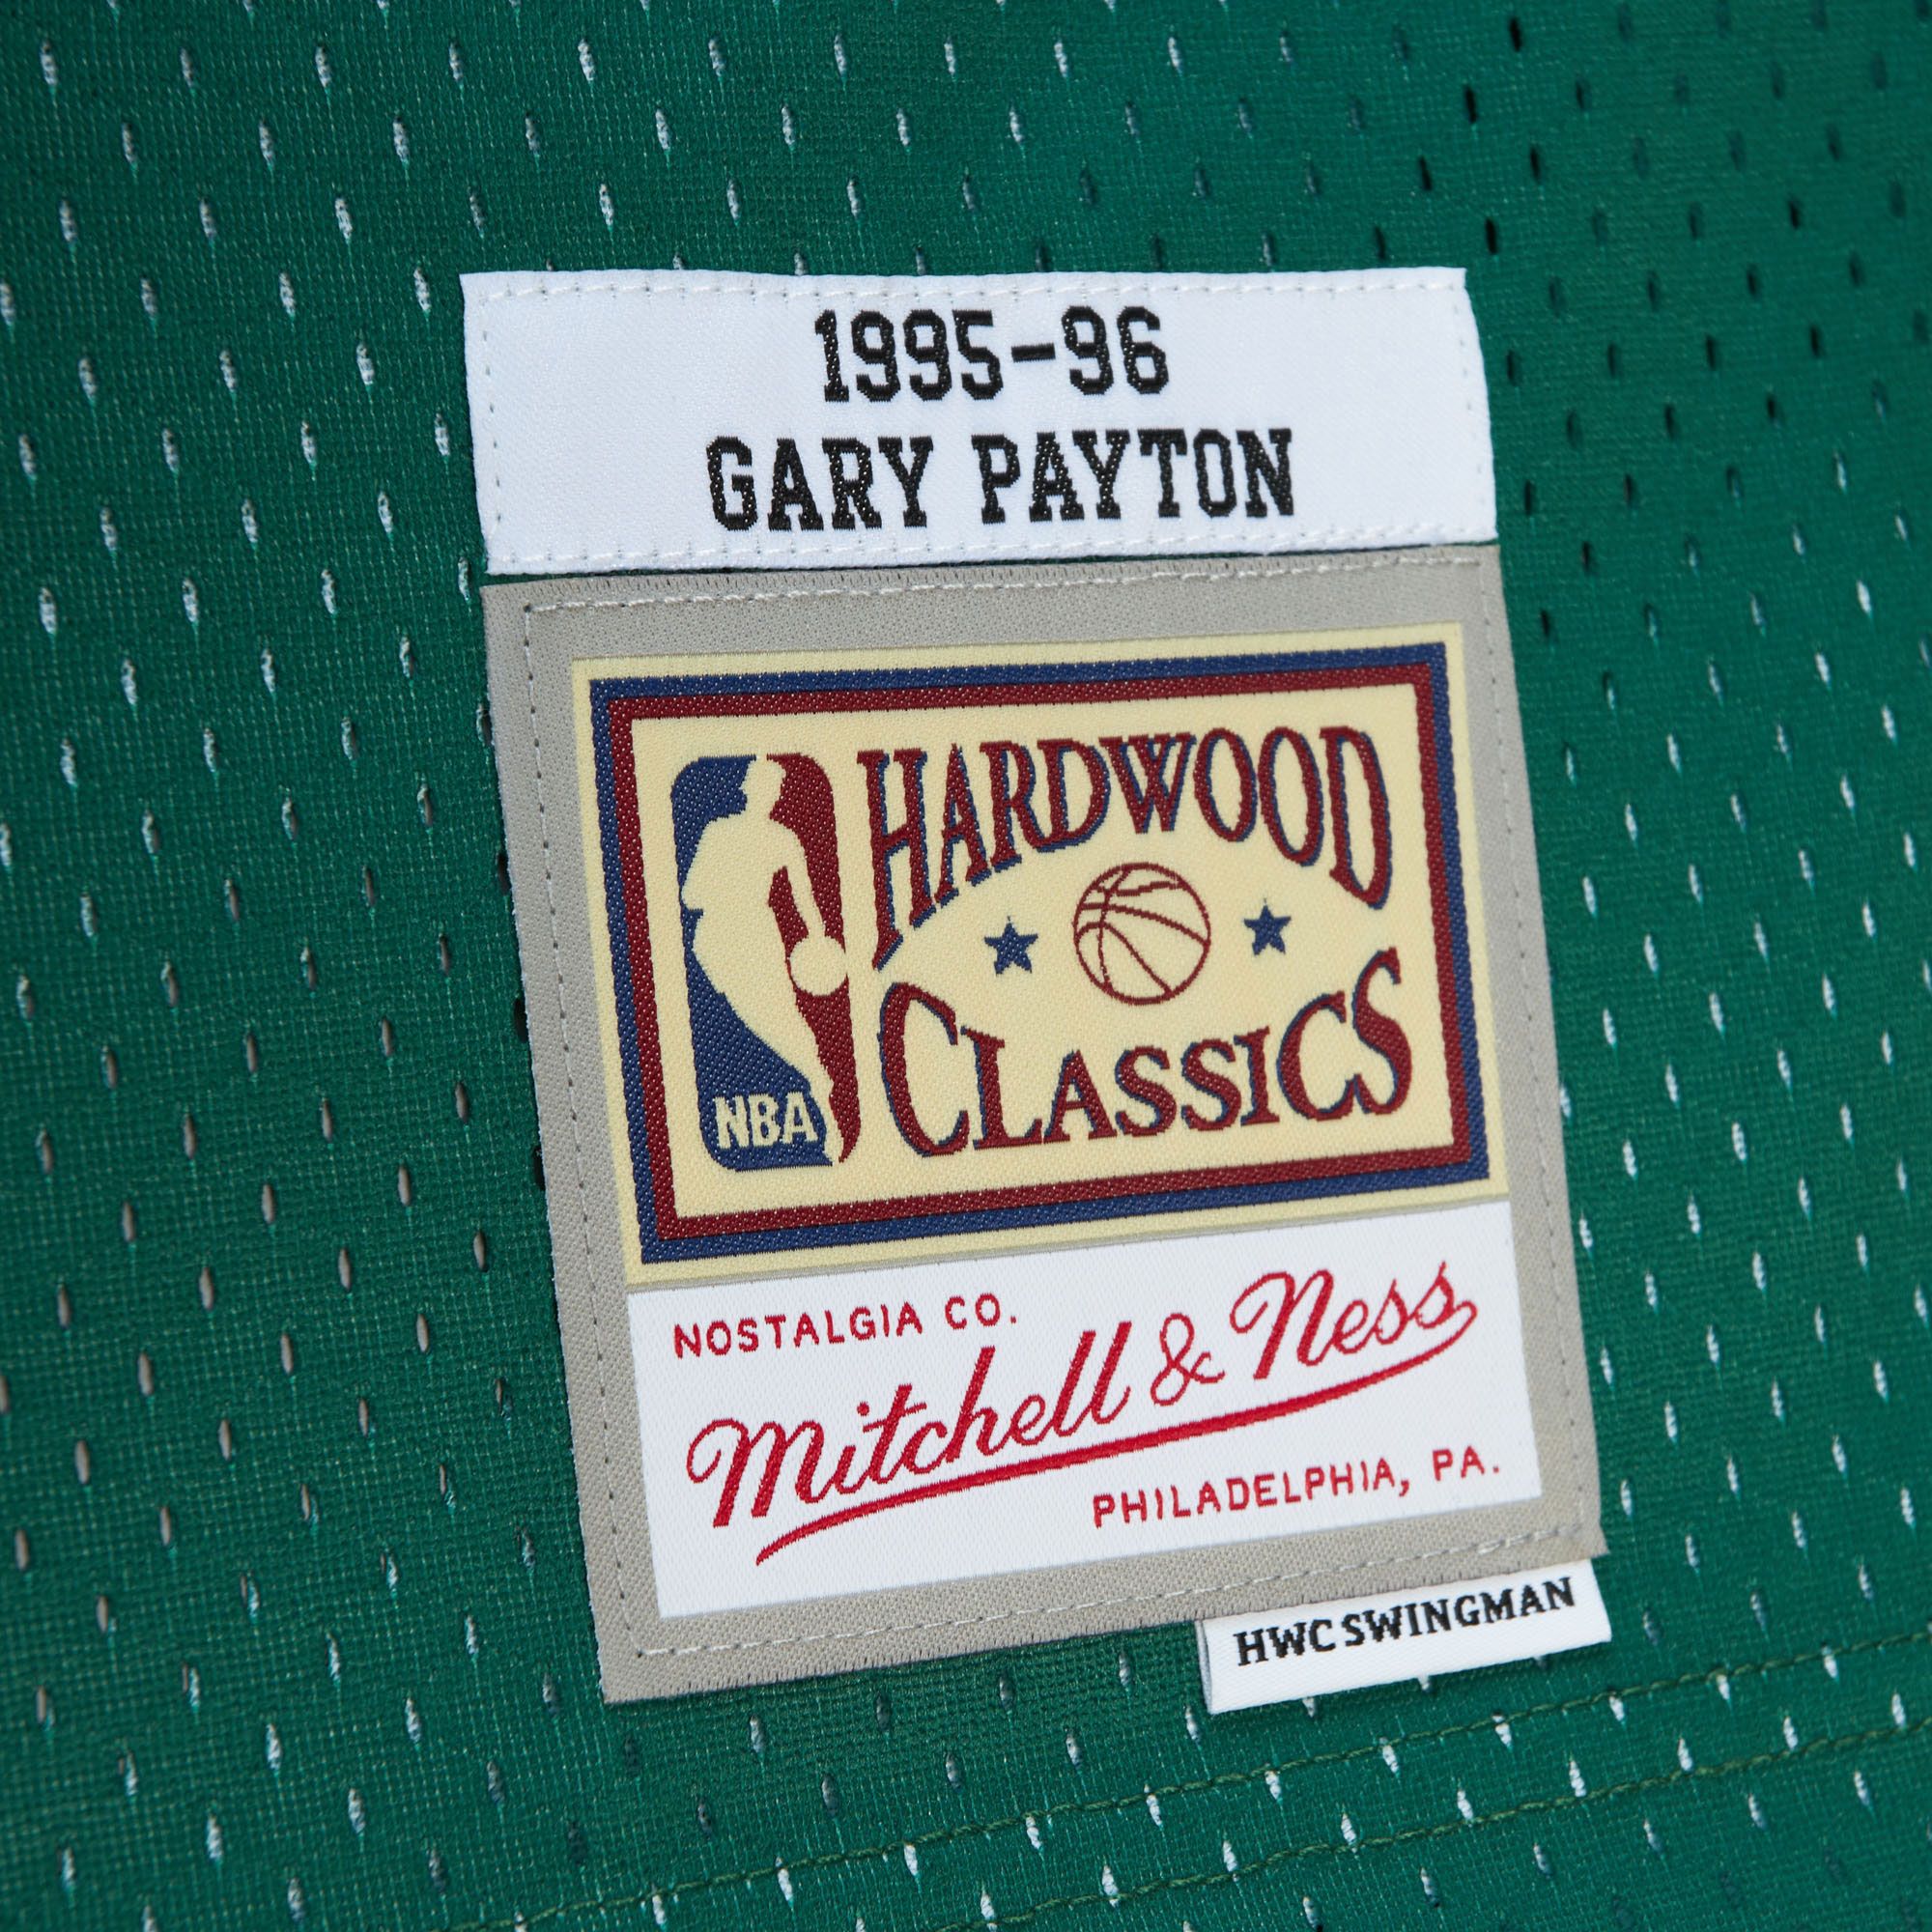 1995-96
GARY PAYTON
HARDWOOD
CLASSICS
NBA
NOSTALGIA CO.
Mitchell & Ness
PHILADELPHIA, PA.
HWC SWINGMAN